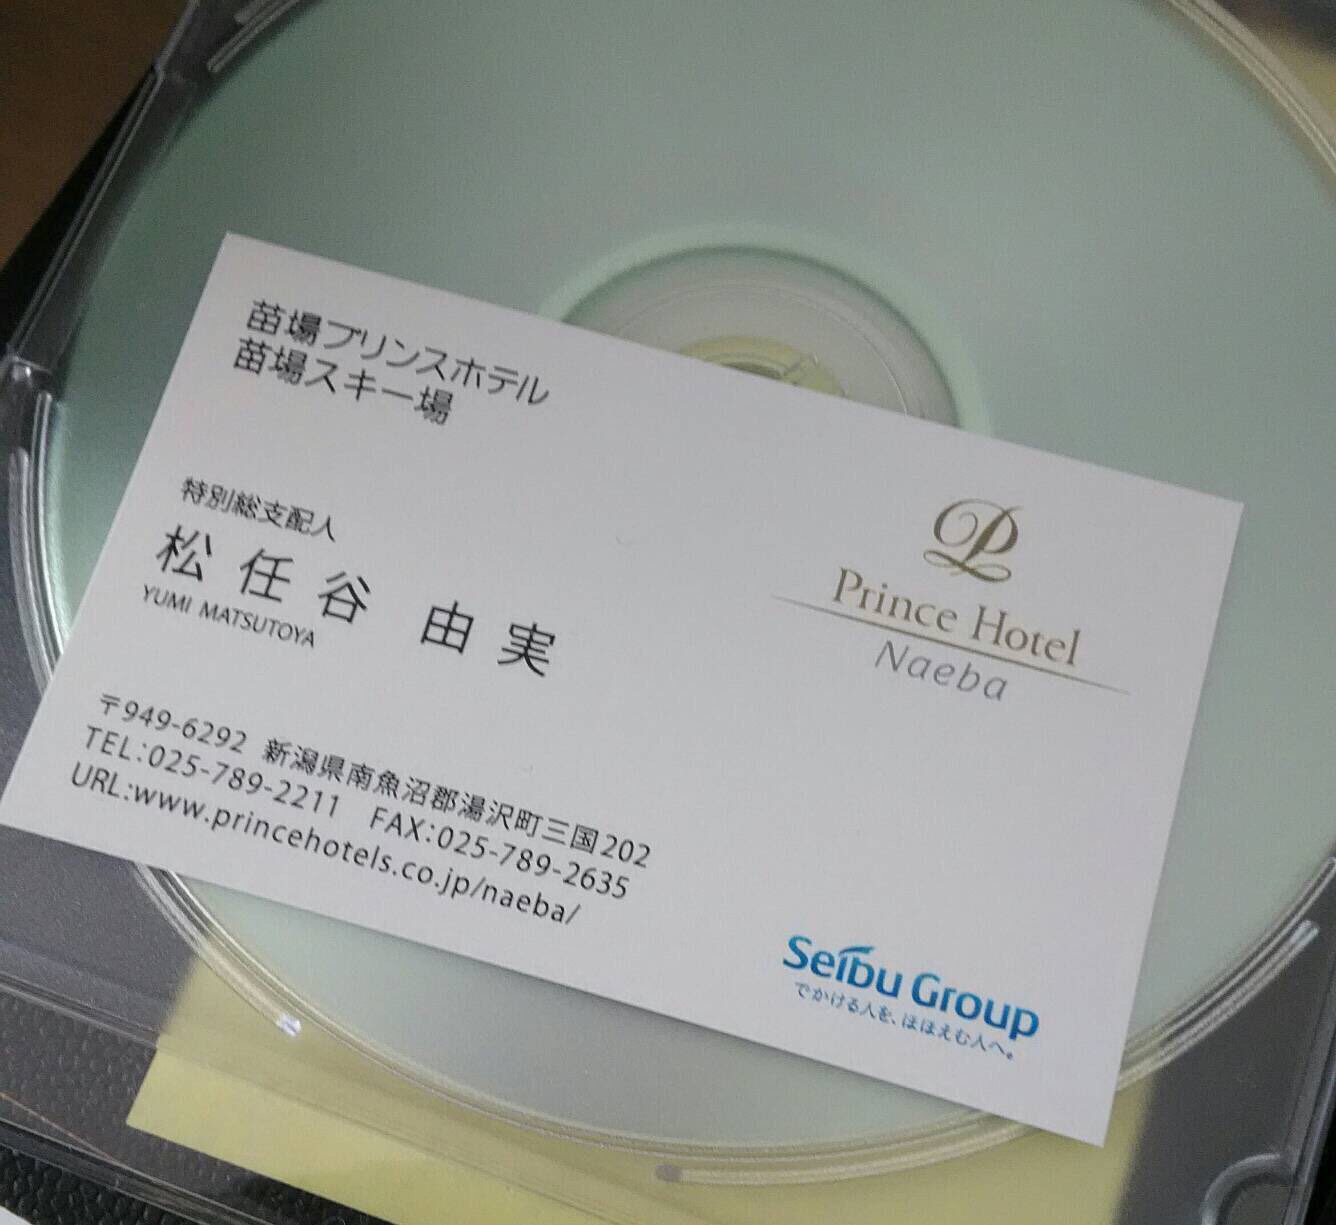 苗場プリンスホテル
苗場スキー場
特別総支配人
松任谷 由実
YUMI MATSUTOYA
〒949-6292 新潟県南魚沼郡湯沢町三国202
TEL:025-789-2211 FAX:025-789-2635
URL:www.princehotels.co.jp/naeba/
P
Prince Hotel
Naeba
Seibu Group
でかける人を、ほほえむ人へ。